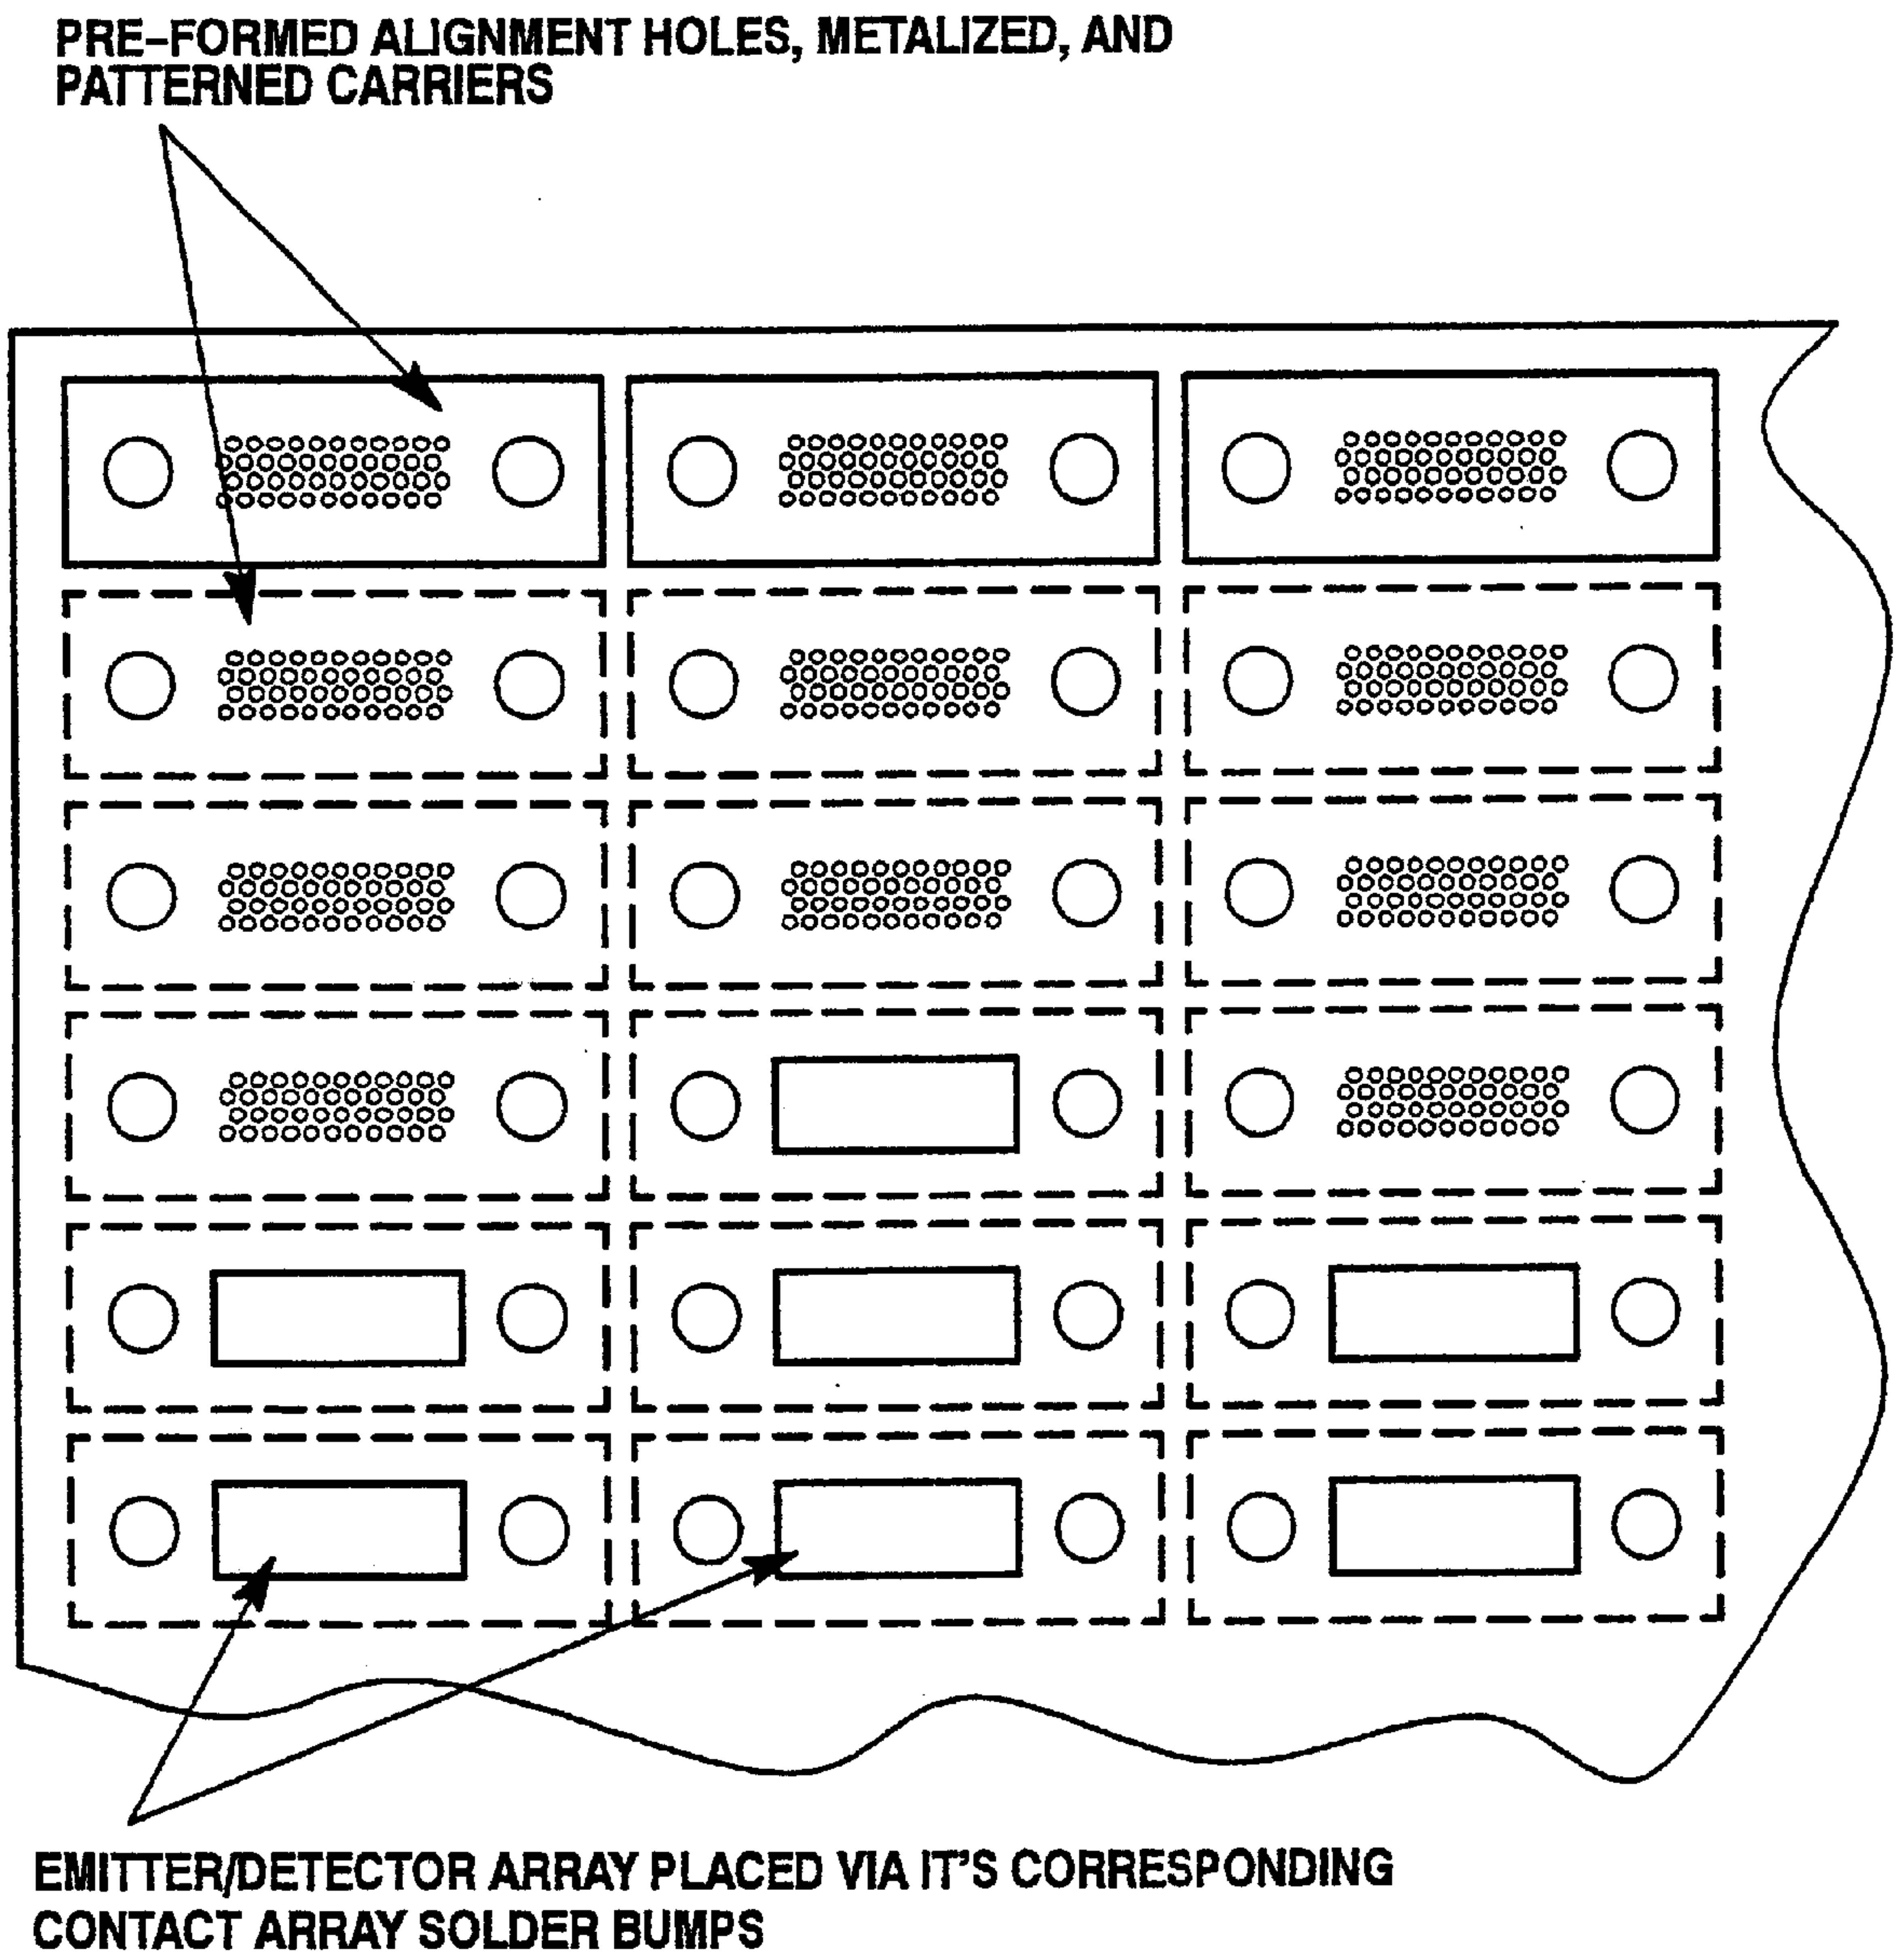 PRE-FORMED ALIGNMENT HOLES, METALIZED, AND
PATTERNED CARRIERS
EMITTER/DETECTOR ARRAY PLACED VIA IT'S CORRESPONDING
CONTACT ARRAY SOLDER BUMPS